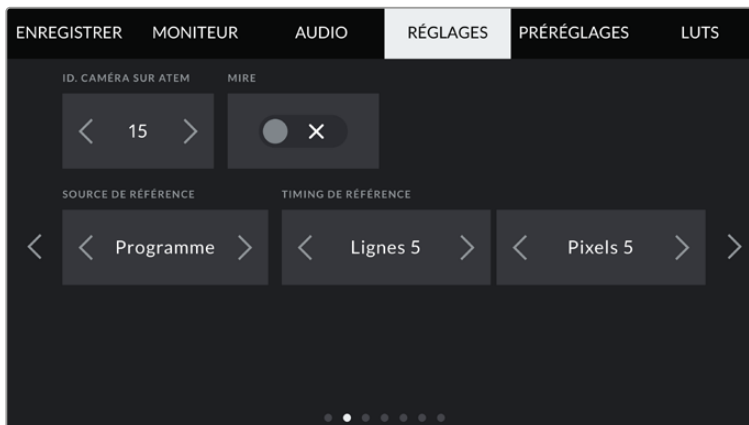 ENREGISTRER MONITEUR AUDIO RÉGLAGES PRÉRÉGLAGES LUTS
ID. CAMÉRA SUR ATEM MIRE
15
SOURCE DE RÉFÉRENCE TIMING DE RÉFÉRENCE
Programme Lignes 5 Pixels 5